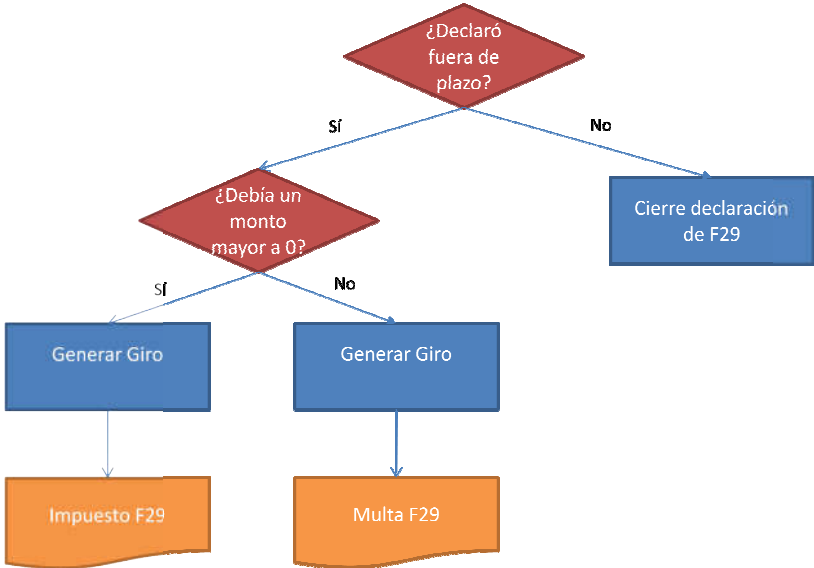 ¿Declaró
fuera de
plazo?
Sí
No
¿Debía un
monto
mayor a 0?
Cierre declaración
de F29
Sí
No
Generar Giro
Generar Giro
Impuesto F29
Multa F29